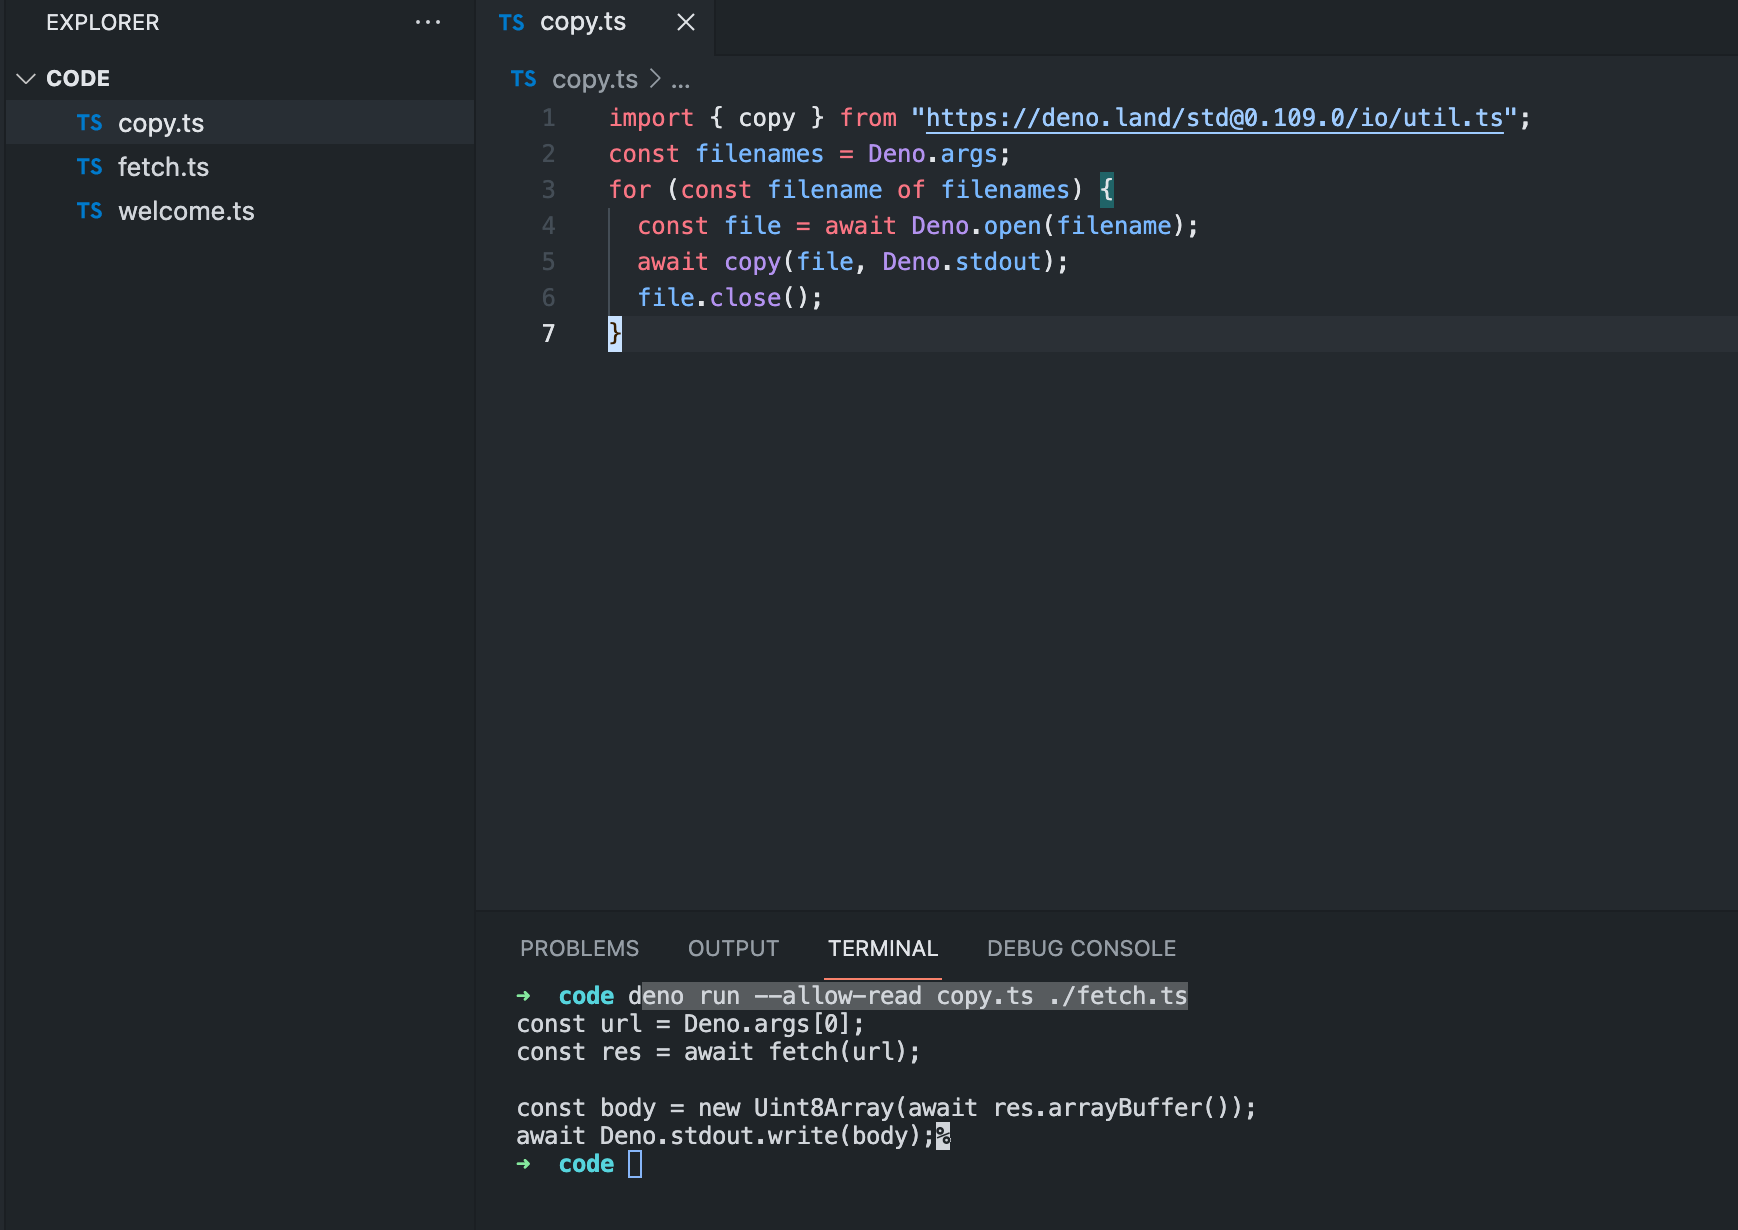 EXPLORER ...
CODE
TS copy.ts
TS fetch.ts
TS welcome.ts
TS copy.ts
TS copy.ts > ...
1 import { copy } from "https://deno.land/std@0.109.0/io/util.ts";
2 const filenames = Deno.args;
3 for (const filename of filenames) {
4   const file = await Deno.open(filename);
5   await copy(file, Deno.stdout);
6   file.close();
7 }
PROBLEMS OUTPUT TERMINAL DEBUG CONSOLE
➜ code deno run --allow-read copy.ts ./fetch.ts
const url = Deno.args[0];
const res = await fetch(url);
const body = new Uint8Array(await res.arrayBuffer());
await Deno.stdout.write(body);%
➜ code